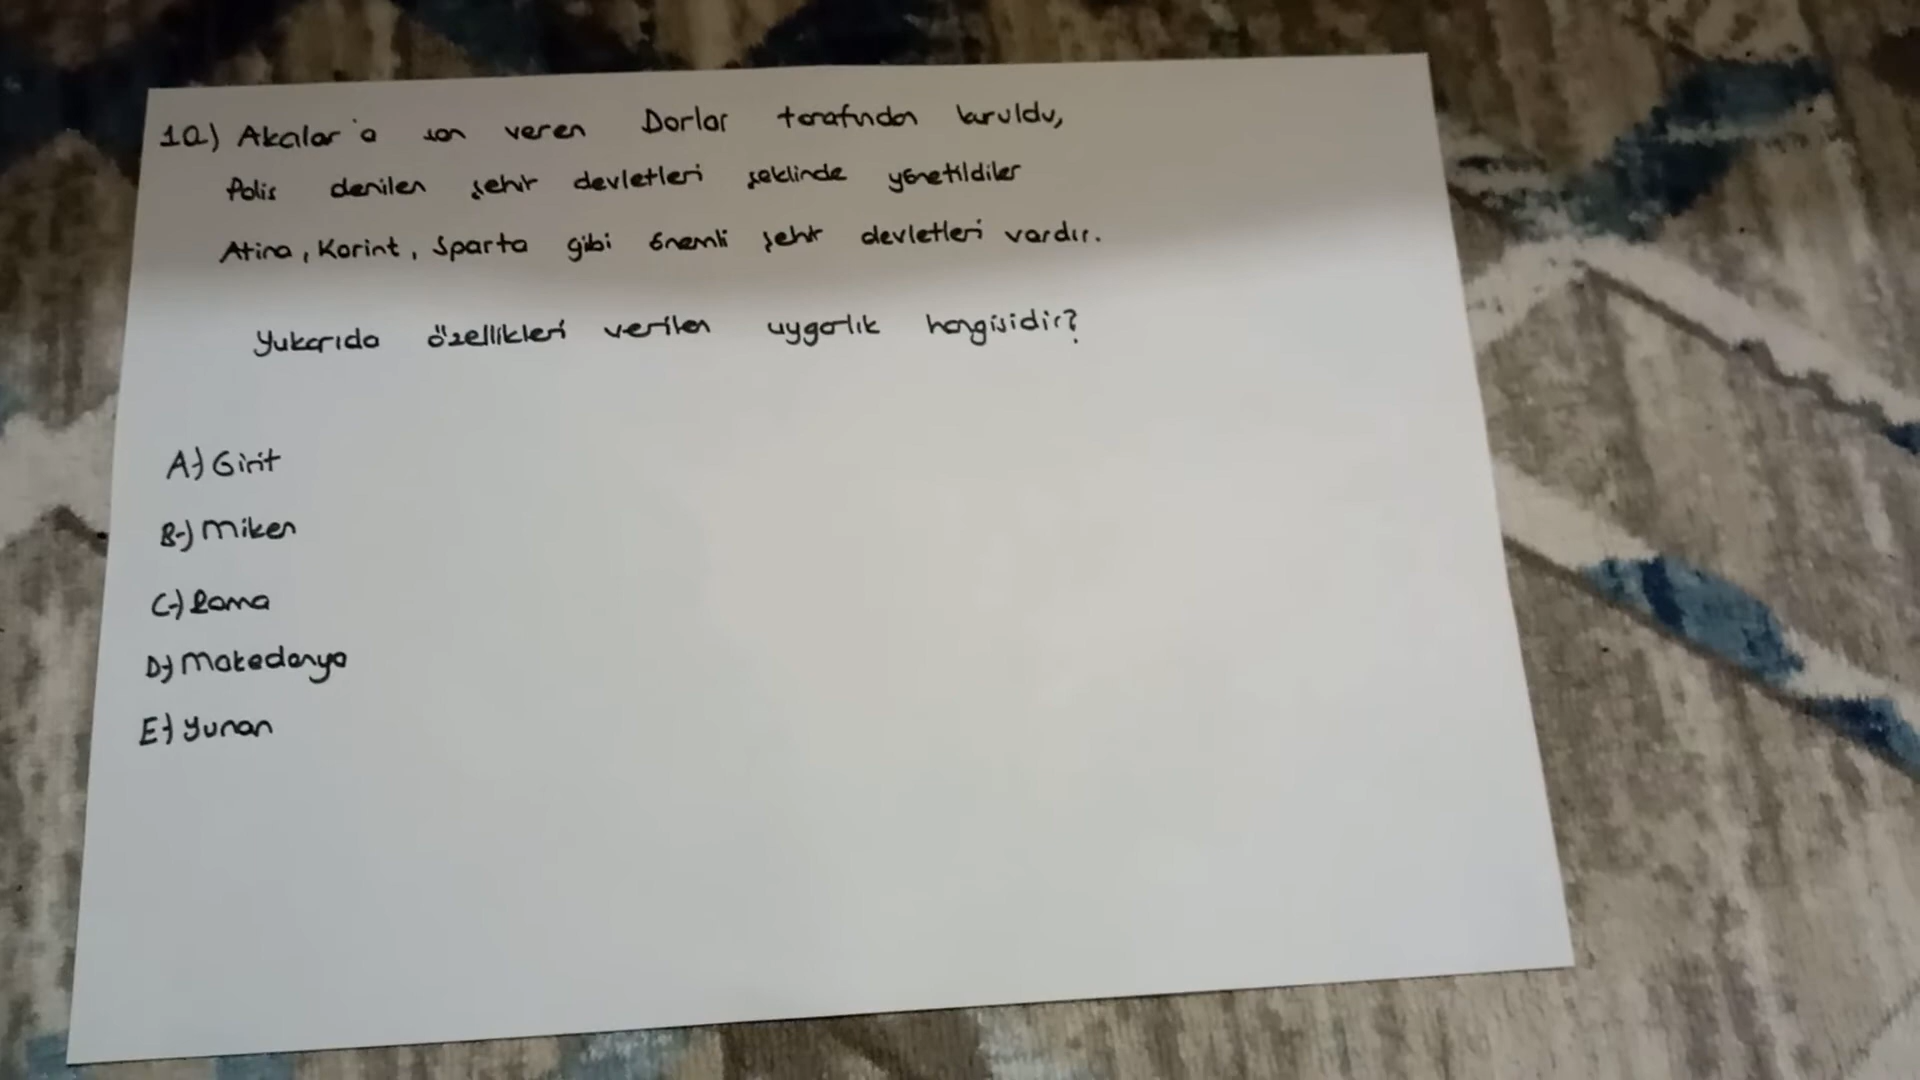 10) Akalar'a son veren Dorlar tarafından kuruldu,
Polis denilen şehir devletleri şeklinde yönetildiler
Atina, Korint, Sparta gibi önemli şehir devletleri vardır.
Yukarıda özellikleri verilen uygarlık hangisidir?
A-) Girit
B-) Miken
C-) Roma
D-) Makedonya
E-) Yunan